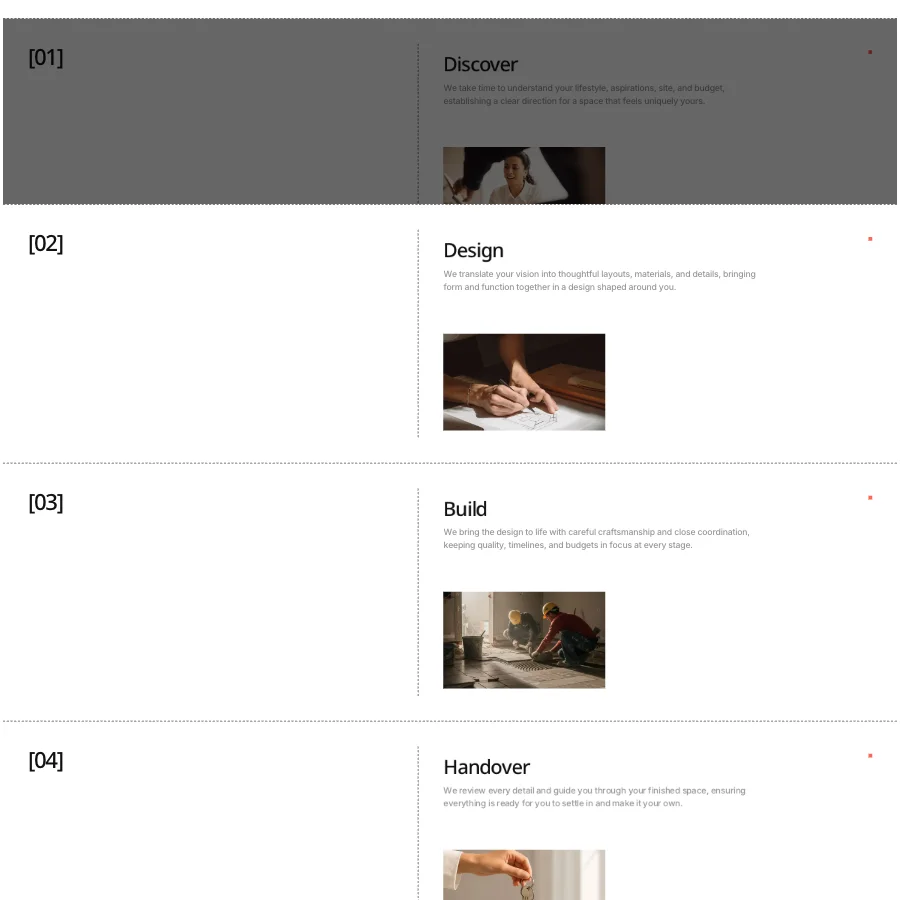 [01]
Discover
We take time to understand your lifestyle, aspirations, site, and budget,
establishing a clear direction for a space that feels uniquely yours.
[02]
Design
We translate your vision into thoughtful layouts, materials, and details, bringing
form and function together in a design shaped around you.
[03]
Build
We bring the design to life with careful craftsmanship and close coordination,
keeping quality, timelines, and budgets in focus at every stage.
[04]
Handover
We review every detail and guide you through your finished space, ensuring
everything is ready for you to settle in and make it your own.